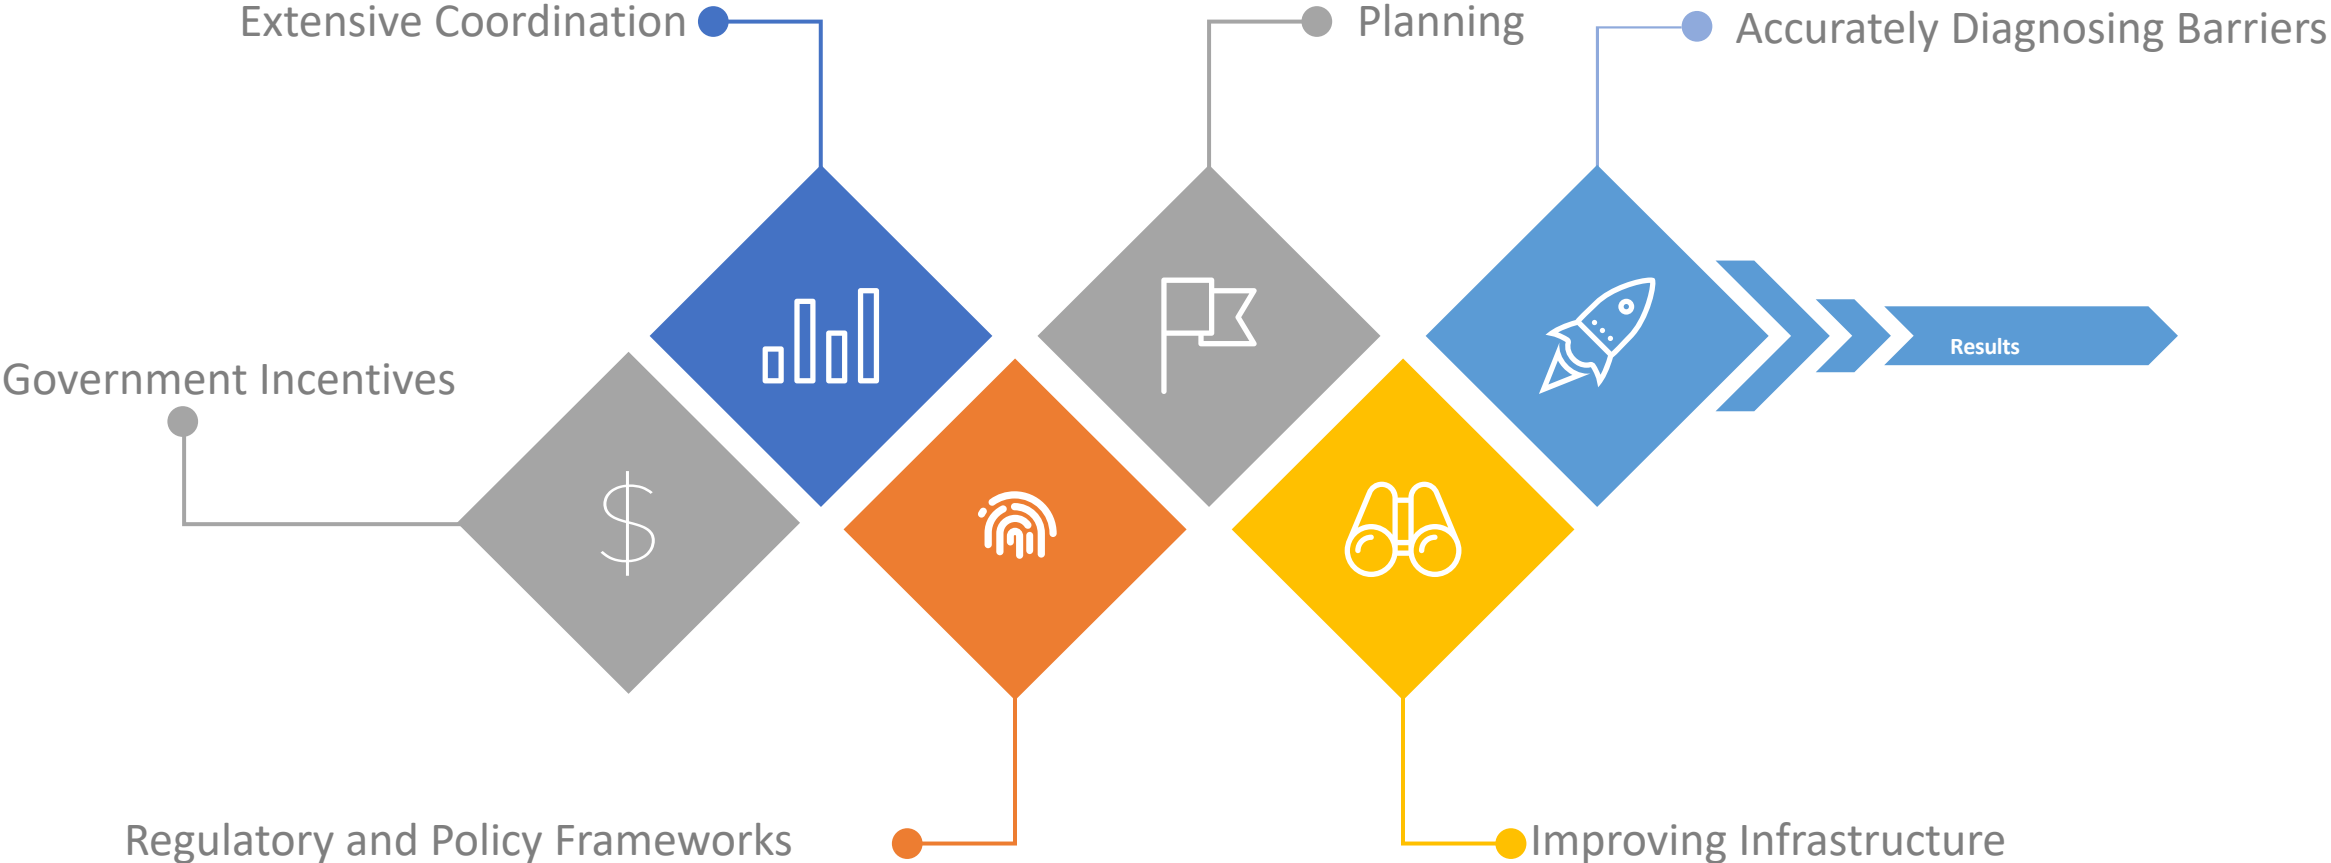 Extensive Coordination
Planning
Accurately Diagnosing Barriers
Results
Government Incentives
Regulatory and Policy Frameworks
Improving Infrastructure